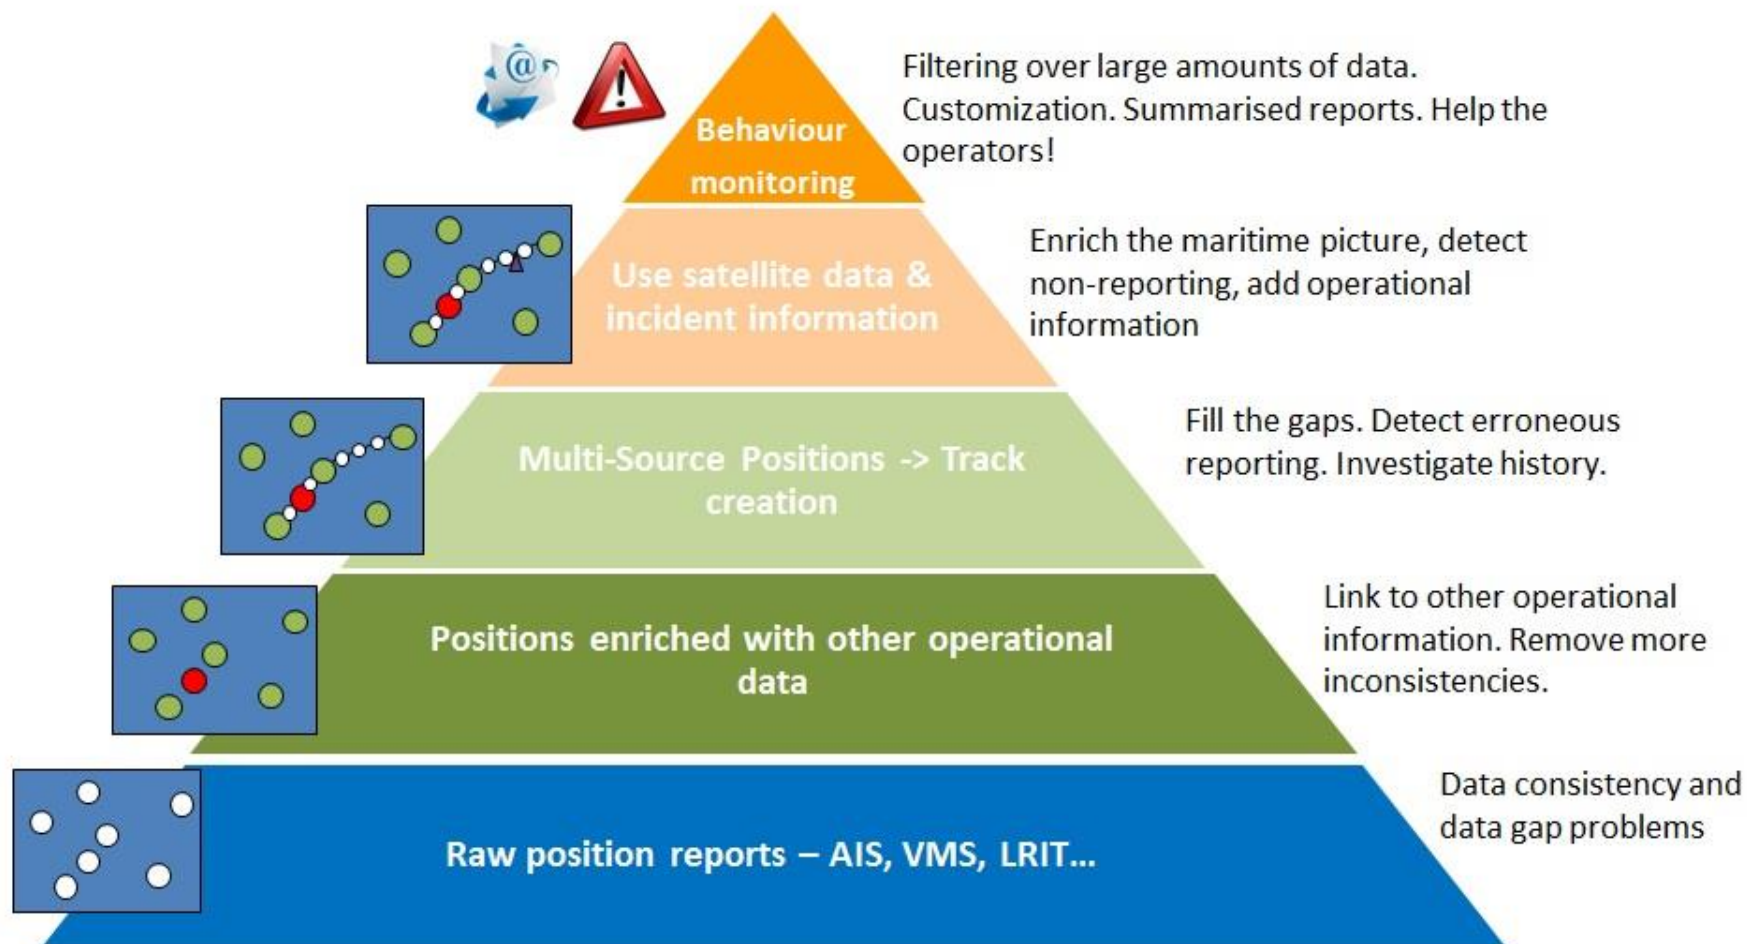 @
!
Behaviour
monitoring
Filtering over large amounts of data.
Customization. Summarised reports. Help the
operators!
Use satellite data &
incident information
Enrich the maritime picture, detect
non-reporting, add operational
information
Multi-Source Positions -> Track
creation
Fill the gaps. Detect erroneous
reporting. Investigate history.
Positions enriched with other operational
data
Link to other operational
information. Remove more
inconsistencies.
Raw position reports – AIS, VMS, LRIT...
Data consistency and
data gap problems